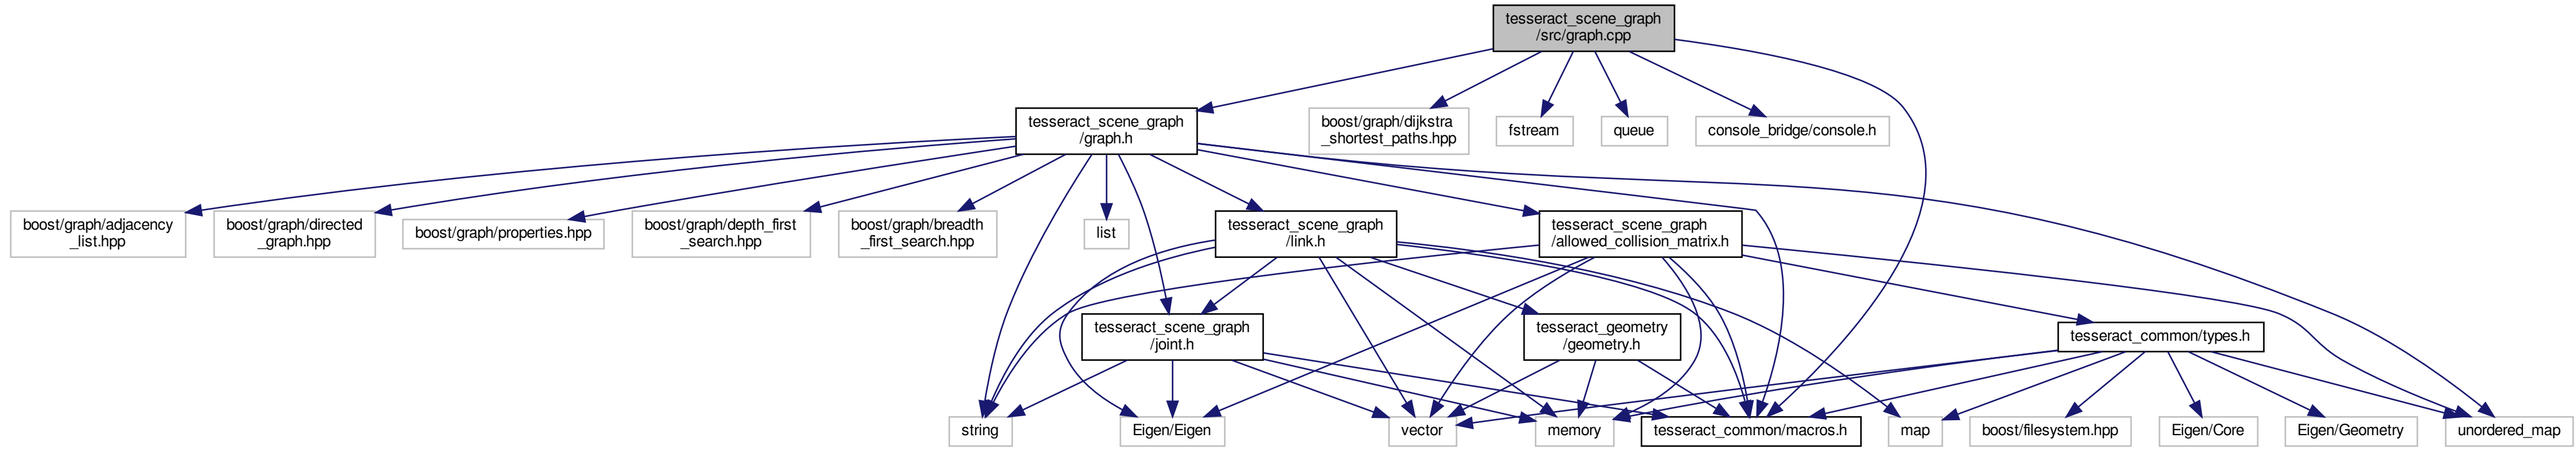 tesseract_scene_graph
/src/graph.cpp
tesseract_scene_graph
/graph.h
boost/graph/dijkstra
_shortest_paths.hpp
fstream
queue
console_bridge/console.h
boost/graph/adjacency
_list.hpp
boost/graph/directed
_graph.hpp
boost/graph/properties.hpp
boost/graph/depth_first
_search.hpp
boost/graph/breadth
_first_search.hpp
list
tesseract_scene_graph
/link.h
tesseract_scene_graph
/allowed_collision_matrix.h
tesseract_scene_graph
/joint.h
tesseract_geometry
/geometry.h
tesseract_common/types.h
string
Eigen/Eigen
vector
memory
tesseract_common/macros.h
map
boost/filesystem.hpp
Eigen/Core
Eigen/Geometry
unordered_map